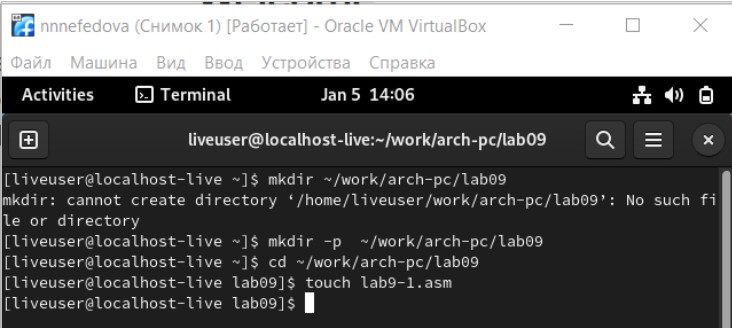 nnnefedova (Снимок 1) [Работает] - Oracle VM VirtualBox
Файл Машина Вид Ввод Устройства Справка
Activities Terminal Jan 5 14:06
liveuser@localhost-live:~/work/arch-pc/lab09
[liveuser@localhost-live ~]$ mkdir ~/work/arch-pc/lab09
mkdir: cannot create directory ‘/home/liveuser/work/arch-pc/lab09’: No such fi
le or directory
[liveuser@localhost-live ~]$ mkdir -p  ~/work/arch-pc/lab09
[liveuser@localhost-live ~]$ cd ~/work/arch-pc/lab09
[liveuser@localhost-live lab09]$ touch lab9-1.asm
[liveuser@localhost-live lab09]$